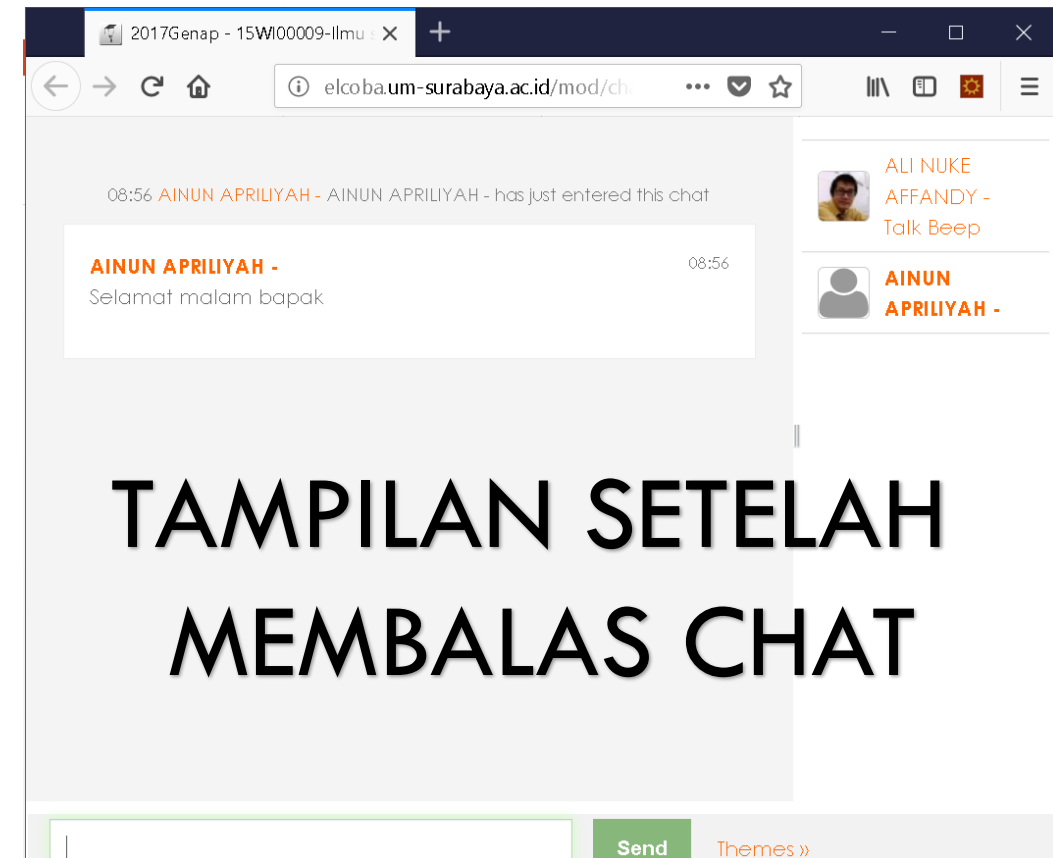 2017Genap - 15WI00009-Ilmu s
elcoba.um-surabaya.ac.id/mod/ch
08:56 AINUN APRILIYAH - AINUN APRILIYAH - has just entered this chat
AINUN APRILIYAH -
08:56
Selamat malam bapak
ALI NUKE
AFFANDY -
Talk Beep
AINUN
APRILIYAH -
TAMPILAN SETELAH
MEMBALAS CHAT
Send
Themes »